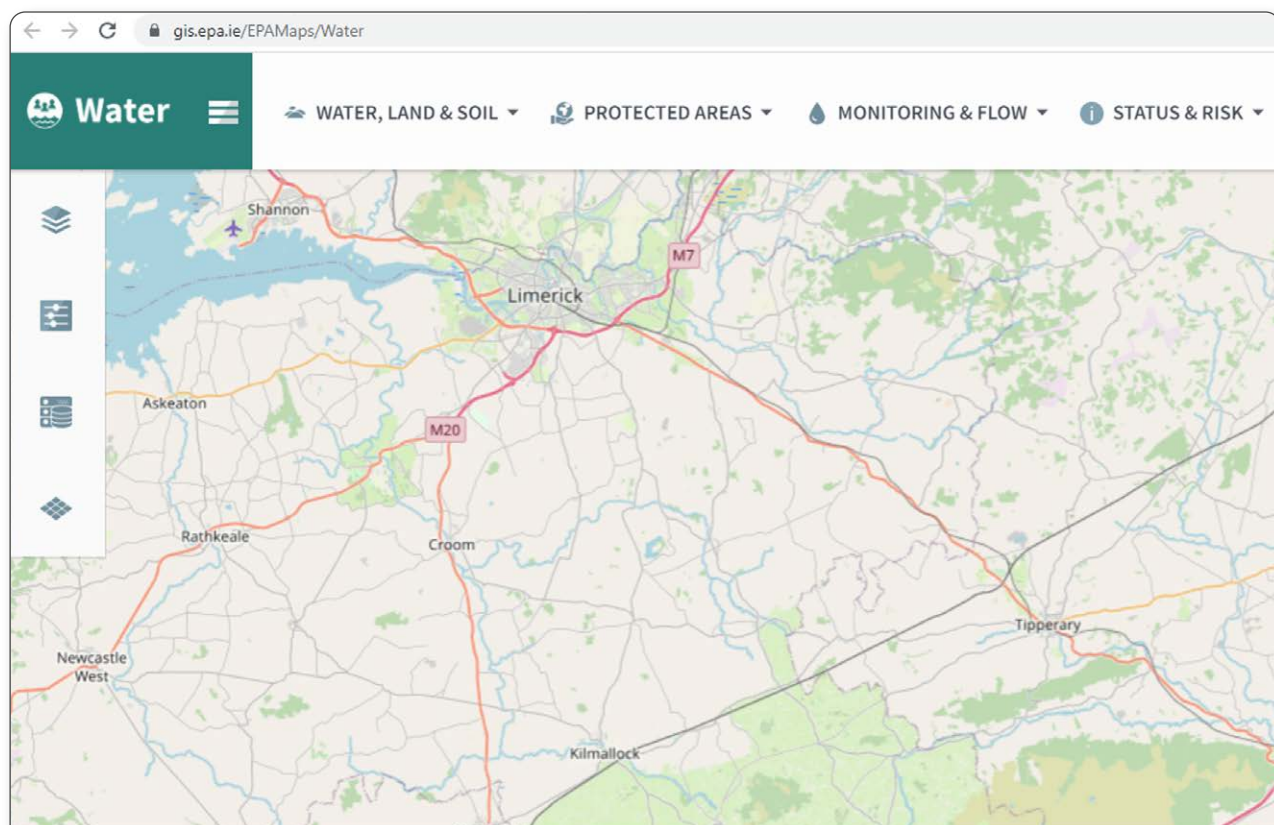 gis.epa.ie/EPAMaps/Water
Water
WATER, LAND & SOIL
PROTECTED AREAS
MONITORING & FLOW
STATUS & RISK
Shannon
M7
Limerick
Askeaton
M20
Rathkeale
Croom
Tipperary
Newcastle
West
Kilmallock